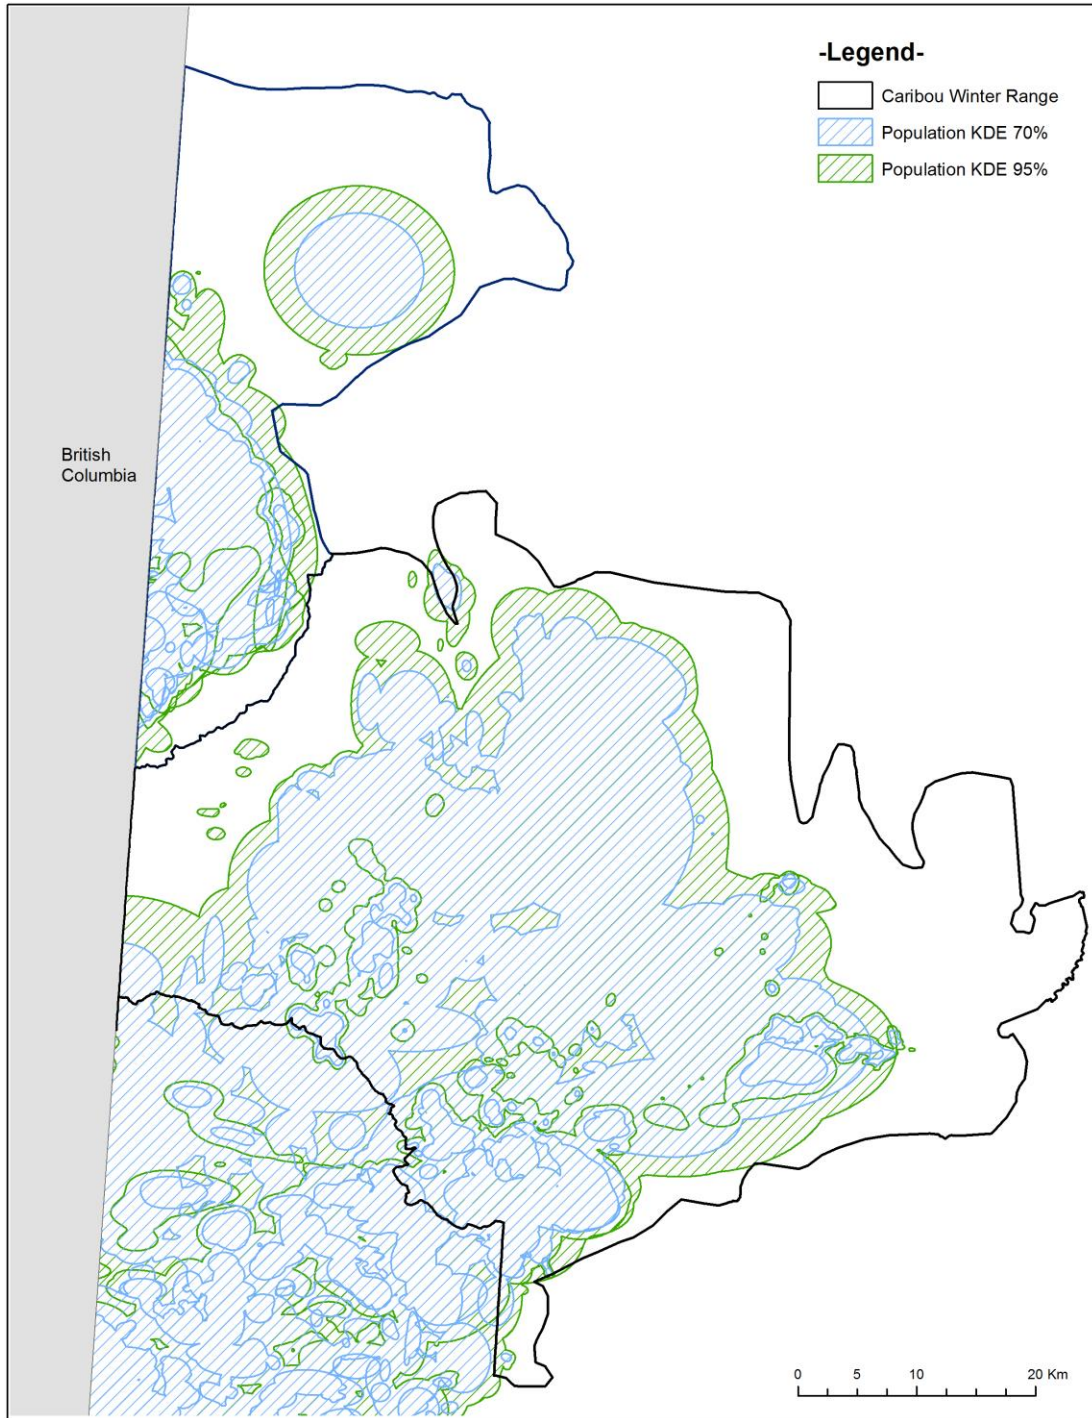 -Legend-
Caribou Winter Range
Population KDE 70%
Population KDE 95%
British
Columbia
0 5 10 20 Km